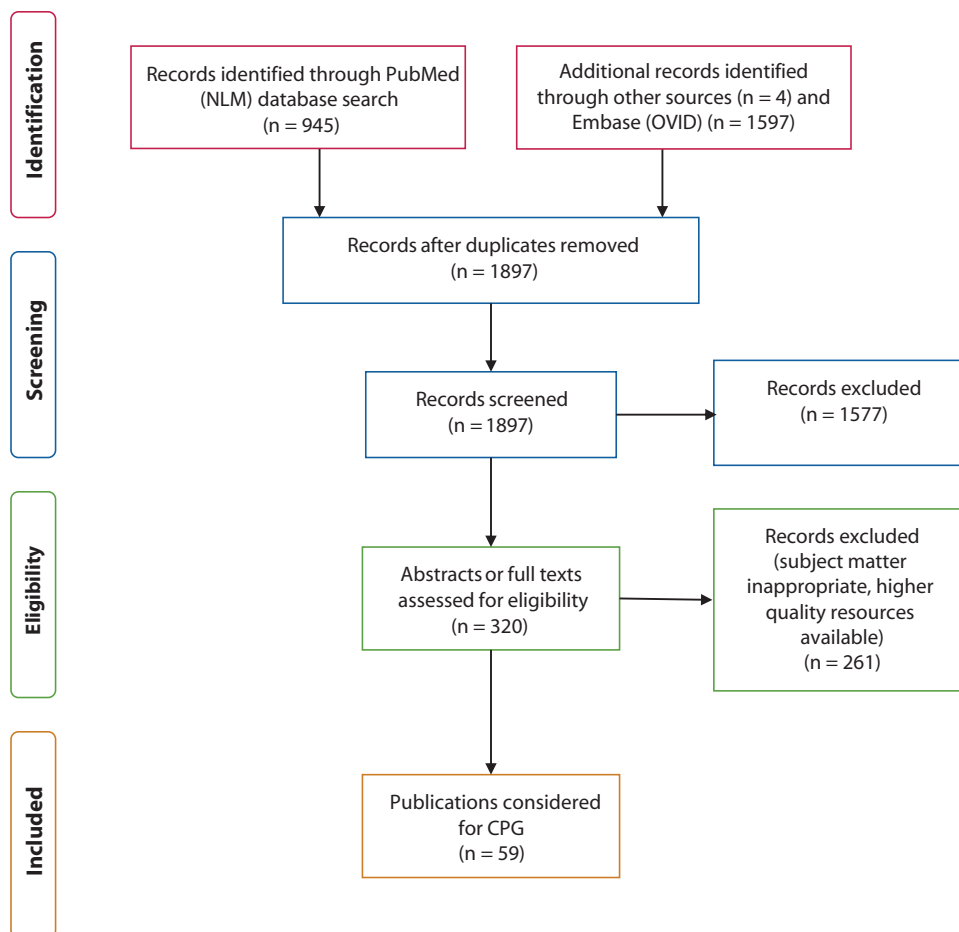 Identification
Records identified through PubMed
(NLM) database search
(n = 945)
Additional records identified
through other sources (n = 4) and
Embase (OVID) (n = 1597)
Screening
Records after duplicates removed
(n = 1897)
Records screened
(n = 1897)
Records excluded
(n = 1577)
Eligibility
Abstracts or full texts
assessed for eligibility
(n = 320)
Records excluded
(subject matter
inappropriate, higher
quality resources
available)
(n = 261)
Included
Publications considered
for CPG
(n = 59)